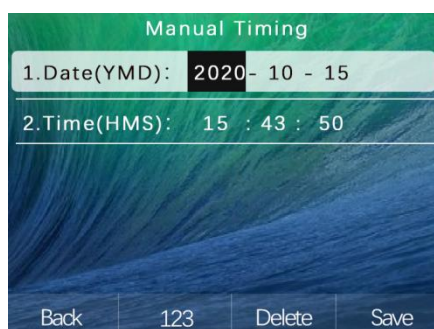 Manual Timing
1.Date(YMD): 2020- 10 - 15
2.Time(HMS): 15 : 43 : 50
Back 123 Delete Save